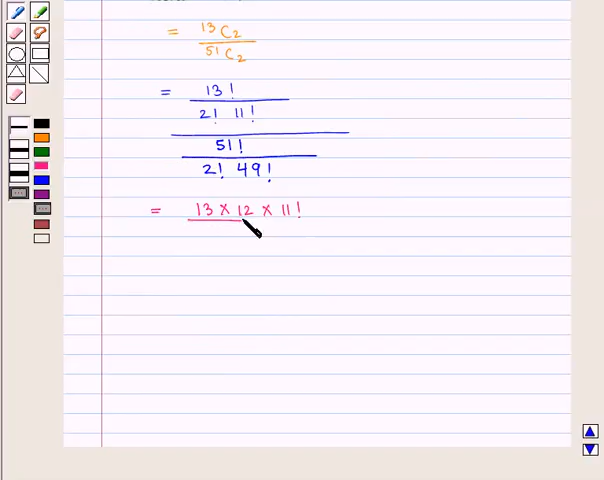 = ¹³C₂
⁵¹C₂
= 13 !
2! 11 !
51 !
2! 49 !
= 13 × 12 × 11 !